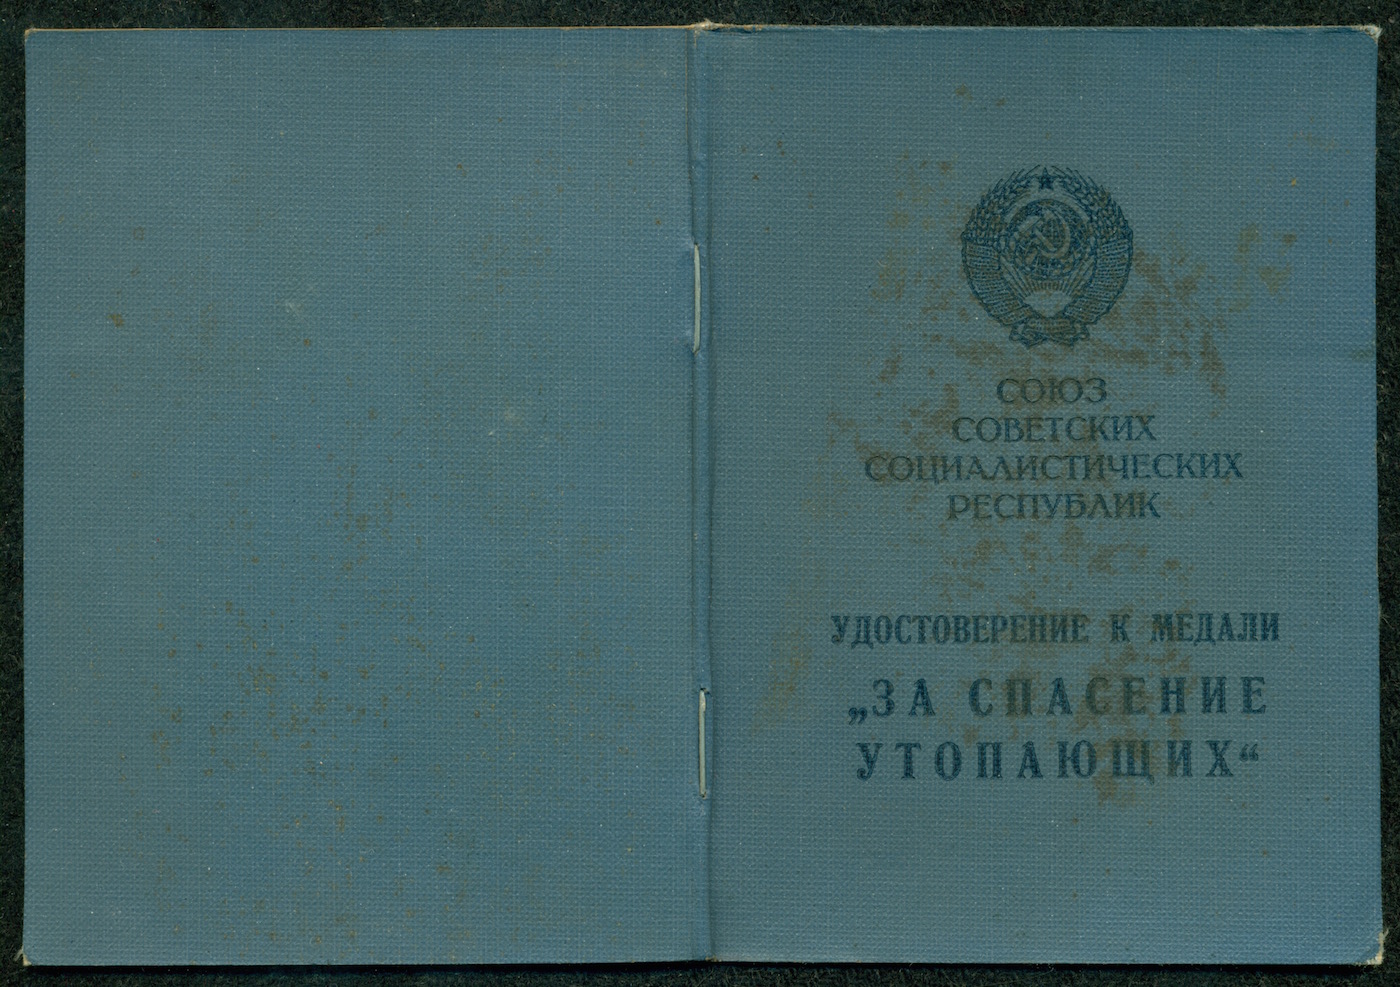 СОЮЗ
СОВЕТСКИХ
СОЦИАЛИСТИЧЕСКИХ
РЕСПУБЛИК
УДОСТОВЕРЕНИЕ К МЕДАЛИ
„ЗА СПАСЕНИЕ
УТОПАЮЩИХ“